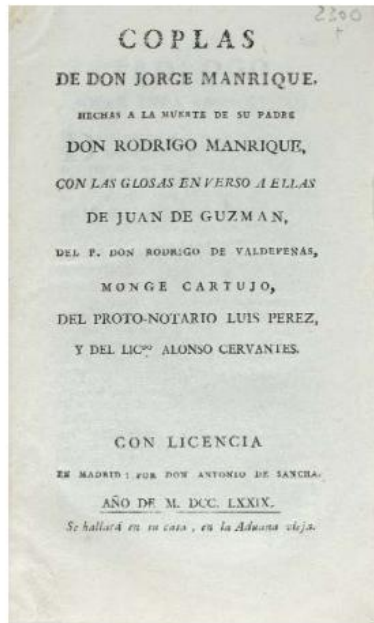 2300
COPLAS
DE DON JORGE MANRIQUE.
HECHAS A LA MUERTE DE SU PADRE
DON RODRIGO MANRIQUE,
CON LAS GLOSAS EN VERSO A ELLAS
DE JUAN DE GUZMAN,
DEL P. DON RODRIGO DE VALDEPEÑAS,
MONGE CARTUJO,
DEL PROTO-NOTARIO LUIS PEREZ,
Y DEL LIC.DO ALONSO CERVANTES.
CON LICENCIA
EN MADRID: POR DON ANTONIO DE SANCHA.
AÑO DE M. DCC. LXXIX.
Se hallará en su casa, en la Aduana vieja.